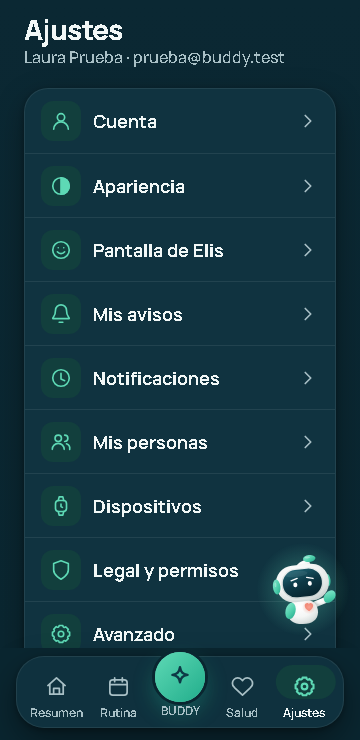 Ajustes
Laura Prueba · prueba@buddy.test
Cuenta
Apariencia
Pantalla de Elis
Mis avisos
Notificaciones
Mis personas
Dispositivos
Legal y permisos
Avanzado
Resumen
Rutina
BUDDY
Salud
Ajustes